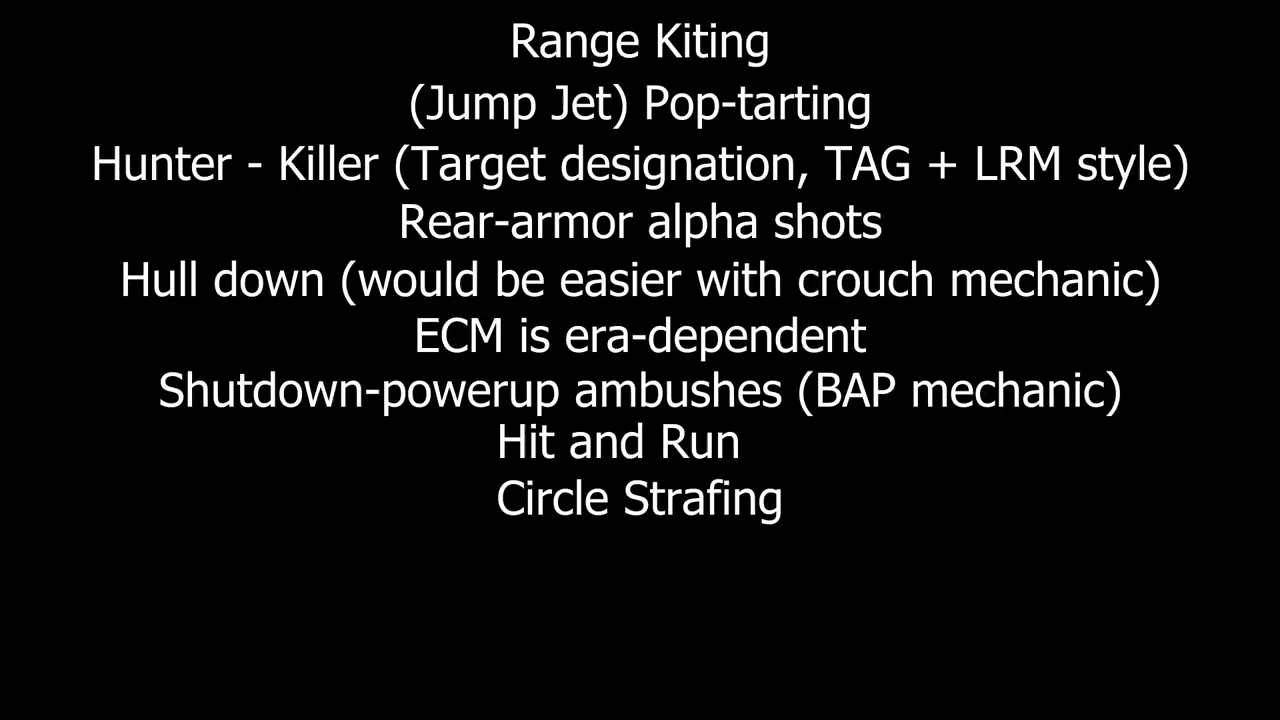 Range Kiting
(Jump Jet) Pop-tarting
Hunter - Killer (Target designation, TAG + LRM style)
Rear-armor alpha shots
Hull down (would be easier with crouch mechanic)
ECM is era-dependent
Shutdown-powerup ambushes (BAP mechanic)
Hit and Run
Circle Strafing